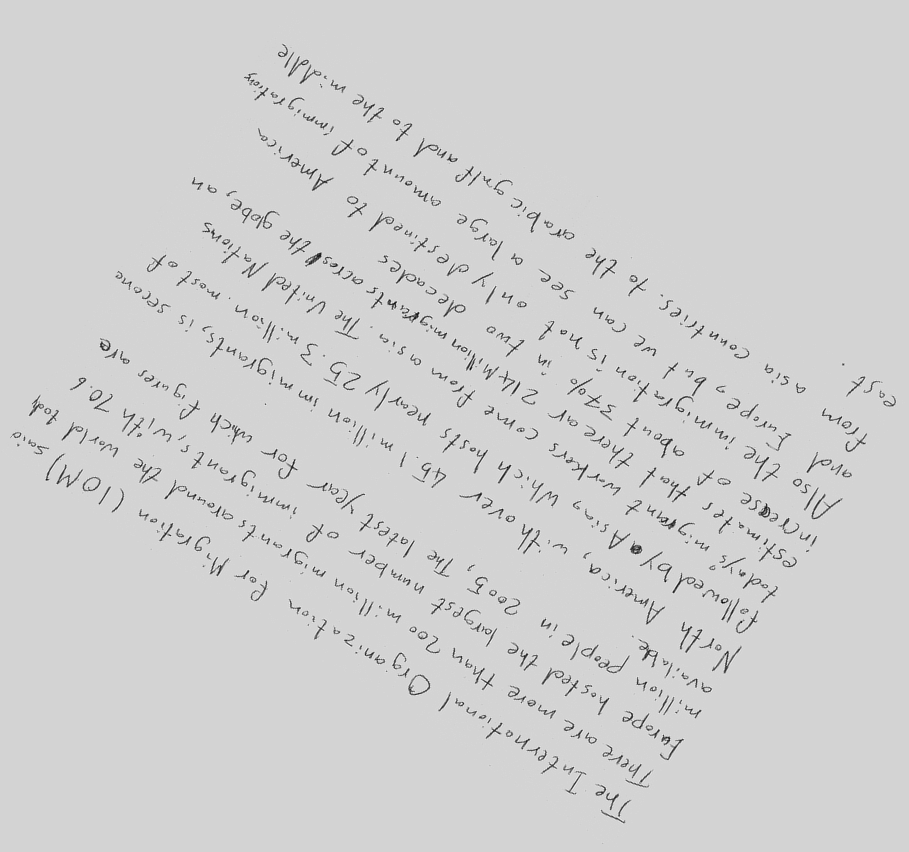 The International Organization for Migration (IOM) said
There are more than 200 million migrants around the world tody
Europe hosted the largest number of immigrants, with 70.6
million people in 2005, The latest year for which figures are
available.
North America, with over 45.1 million immigrants, is second
followed by Asia, which hosts nearly 25.3 million. most of
todays' migrant workers come from asia. The United Nations
estimates that there ar 214 Million migrants across the globe, an
increase of about 37% in two decades
Also the immigration is not only destined to America
and Europe, but we can see a large amount of immigration
from asia countries. to the arabic gulf and to the middle
east.